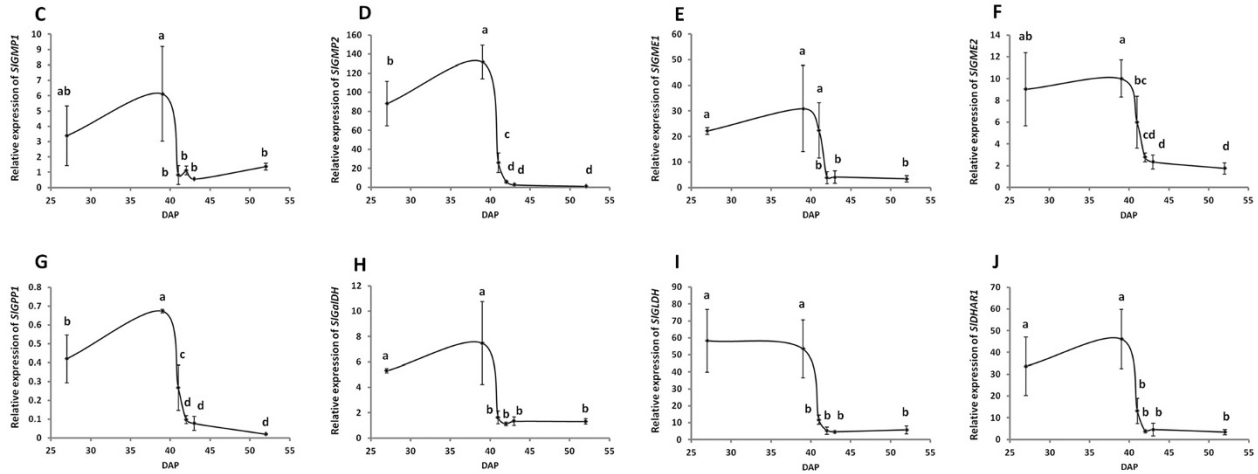 C
Relative expression of SlGMP1
10
9
8
7
6
5
4
3
2
1
0
ab
a
b
b
b
b
25 30 35 40 45 50 55
DAP
D
Relative expression of SlGMP2
160
140
120
100
80
60
40
20
0
b
a
c
d
d
d
25 30 35 40 45 50 55
DAP
E
Relative expression of SlGME1
60
50
40
30
20
10
0
a
a
a
b
b
b
25 35 45 55
DAP
F
Relative expression of SlGME2
14
12
10
8
6
4
2
0
ab
a
bc
cd
d
d
25 30 35 40 45 50 55
DAP
G
Relative expression of SlGPP1
0.8
0.7
0.6
0.5
0.4
0.3
0.2
0.1
0
b
a
c
d
d
d
25 30 35 40 45 50 55
DAP
H
Relative expression of SlGalDH
12
10
8
6
4
2
0
a
a
b b b
b
25 30 35 40 45 50 55
DAP
I
Relative expression of SlGLDH
90
80
70
60
50
40
30
20
10
0
a
a
b b b
b
25 30 35 40 45 50 55
DAP
J
Relative expression of SlDHAR1
70
60
50
40
30
20
10
0
a
a
b
b b
b
25 30 35 40 45 50 55
DAP